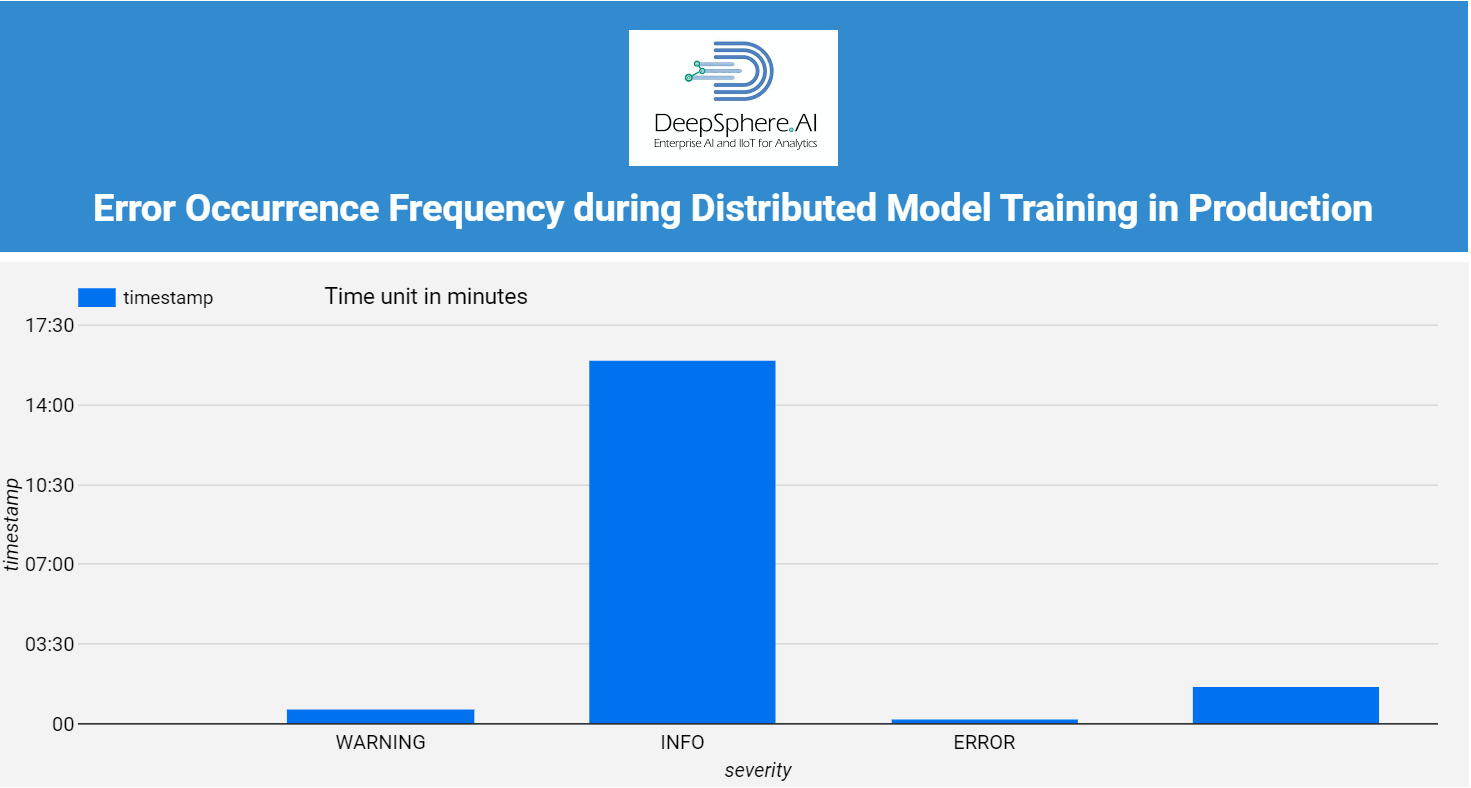 DeepSphere.AI
Enterprise AI and IIoT for Analytics
Error Occurrence Frequency during Distributed Model Training in Production
timestamp
Time unit in minutes
17:30
14:00
10:30
07:00
03:30
00
timestamp
WARNING
INFO
ERROR
severity